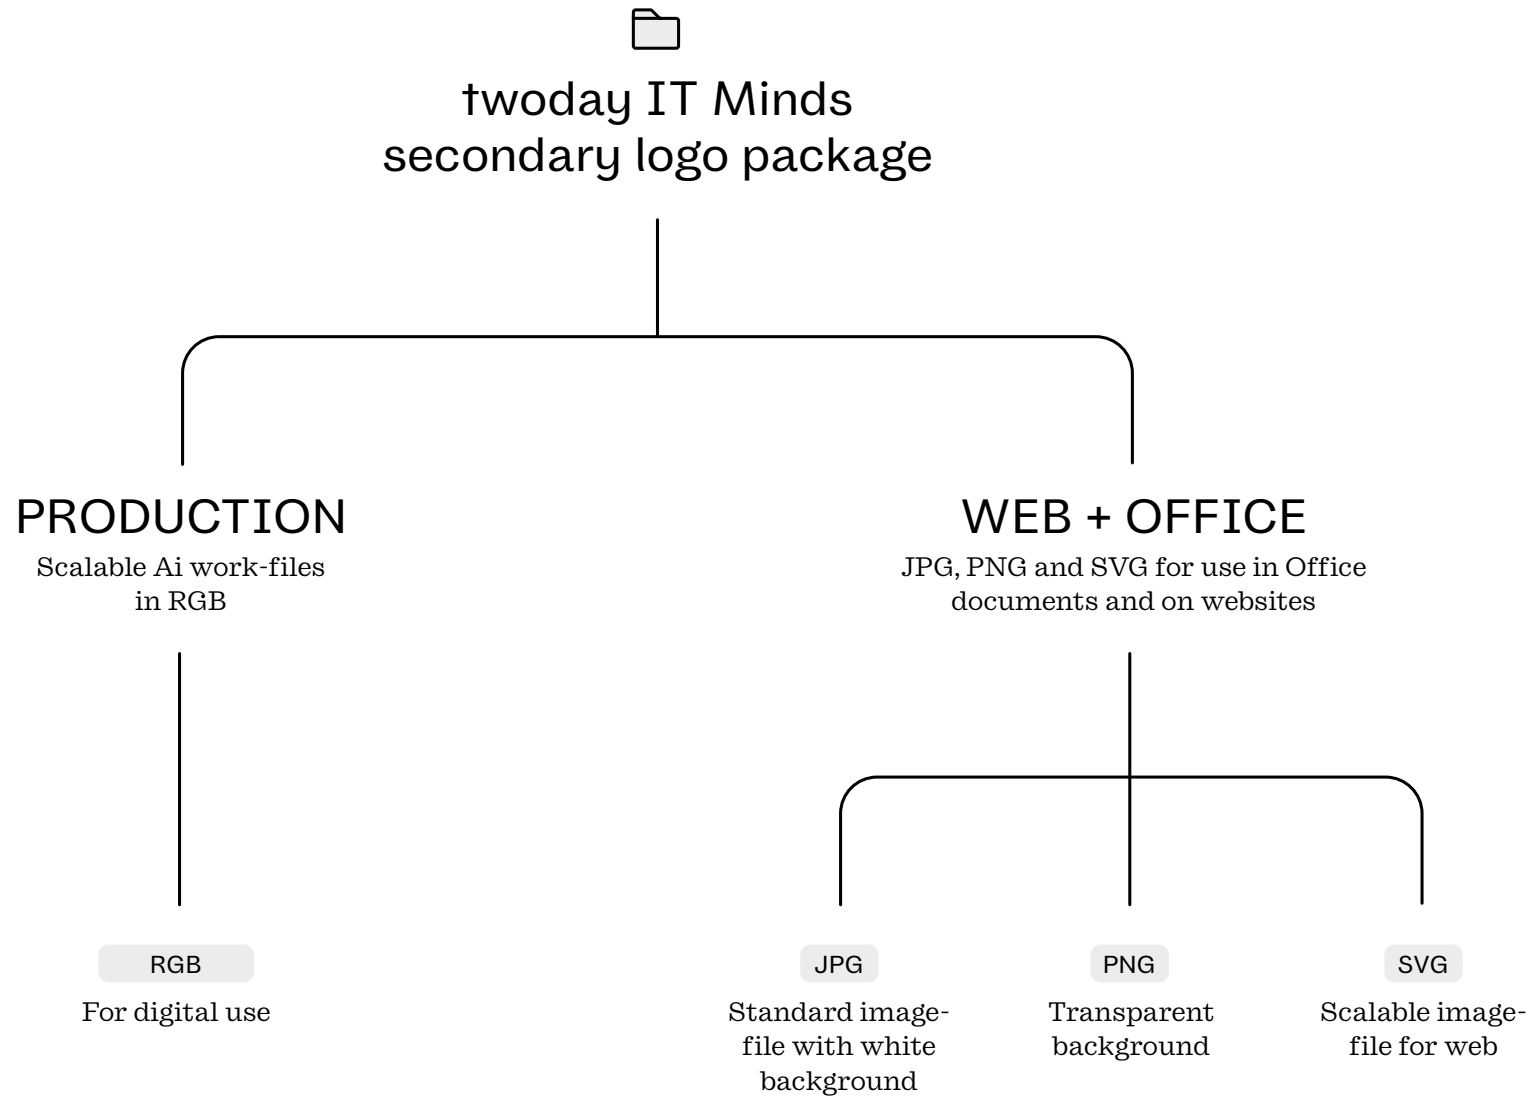 twoday IT Minds
secondary logo package
PRODUCTION
Scalable Ai work-files
in RGB
WEB + OFFICE
JPG, PNG and SVG for use in Office
documents and on websites
RGB
For digital use
JPG
Standard image-
file with white
background
PNG
Transparent
background
SVG
Scalable image-
file for web